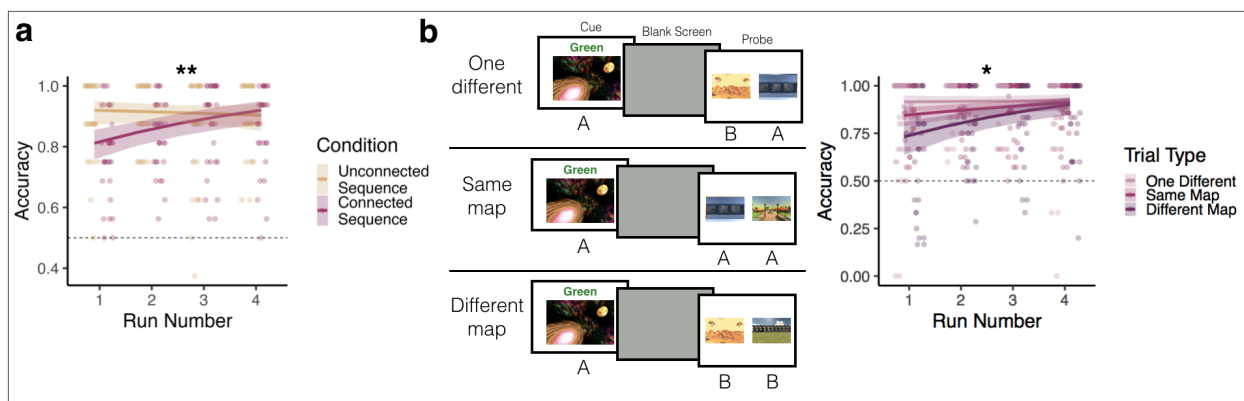 a
**
1.0
0.8
0.6
0.4
Accuracy
1
2
3
4
Run Number
Condition
Unconnected
Sequence
Connected
Sequence
b
Cue
Blank Screen
Probe
One
different
Green
A
B
A
Same
map
Green
A
A
A
Different
map
Green
A
B
B
*
1.00
0.75
0.50
0.25
0.00
Accuracy
1
2
3
4
Run Number
Trial Type
One Different
Same Map
Different Map